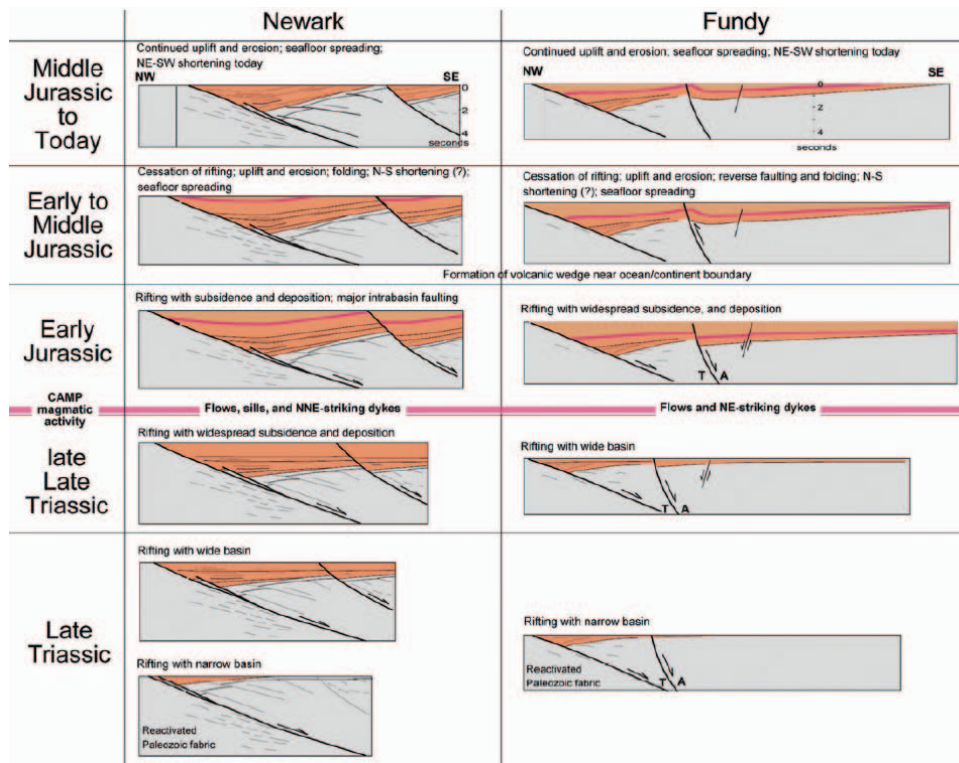 Newark
Fundy
Middle
Jurassic
to
Today
Continued uplift and erosion; seafloor spreading;
NE-SW shortening today
NW
SE
0
2
4
seconds
Continued uplift and erosion; seafloor spreading; NE-SW shortening today
NW
SE
0
2
4
seconds
Early to
Middle
Jurassic
Cessation of rifting; uplift and erosion; folding; N-S shortening (?);
seafloor spreading
Cessation of rifting; uplift and erosion; reverse faulting and folding; N-S
shortening (?); seafloor spreading
Formation of volcanic wedge near ocean/continent boundary
Early
Jurassic
Rifting with subsidence and deposition; major intrabasin faulting
Rifting with widespread subsidence, and deposition
T A
CAMP
magmatic
activity
Flows, sills, and NNE-striking dykes
Flows and NE-striking dykes
late
Late
Triassic
Rifting with widespread subsidence and deposition
Rifting with wide basin
T A
Late
Triassic
Rifting with wide basin
Rifting with narrow basin
Reactivated
Paleozoic fabric
Rifting with narrow basin
Reactivated
Paleozoic fabric
T A